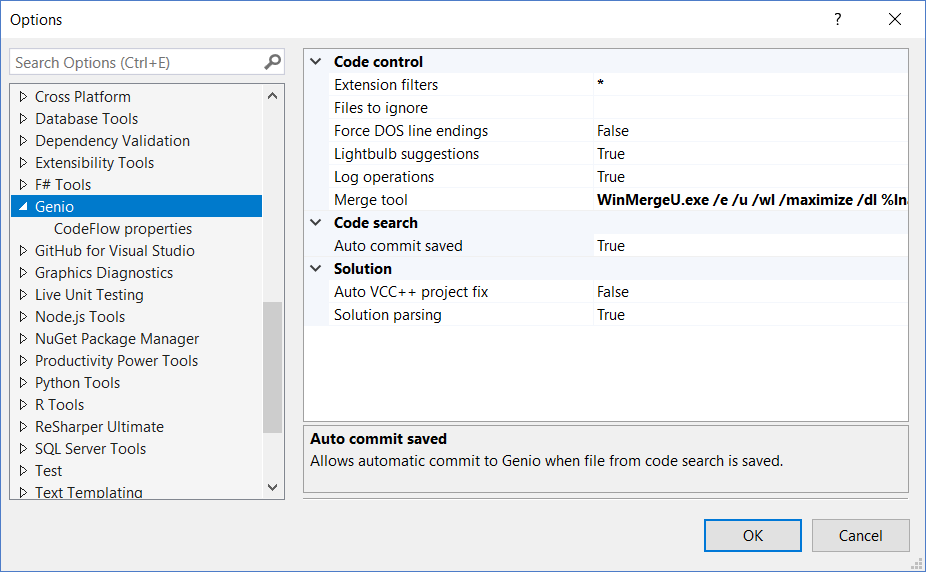 Options
?
Search Options (Ctrl+E)
Cross Platform
Database Tools
Dependency Validation
Extensibility Tools
F# Tools
Genio
CodeFlow properties
GitHub for Visual Studio
Graphics Diagnostics
Live Unit Testing
Node.js Tools
NuGet Package Manager
Productivity Power Tools
Python Tools
R Tools
ReSharper Ultimate
SQL Server Tools
Test
Text Templating
Code control
Extension filters *
Files to ignore
Force DOS line endings False
Lightbulb suggestions True
Log operations True
Merge tool WinMergeU.exe /e /u /wl /maximize /dl %ln
Code search
Auto commit saved True
Solution
Auto VCC++ project fix False
Solution parsing True
Auto commit saved
Allows automatic commit to Genio when file from code search is saved.
OK Cancel